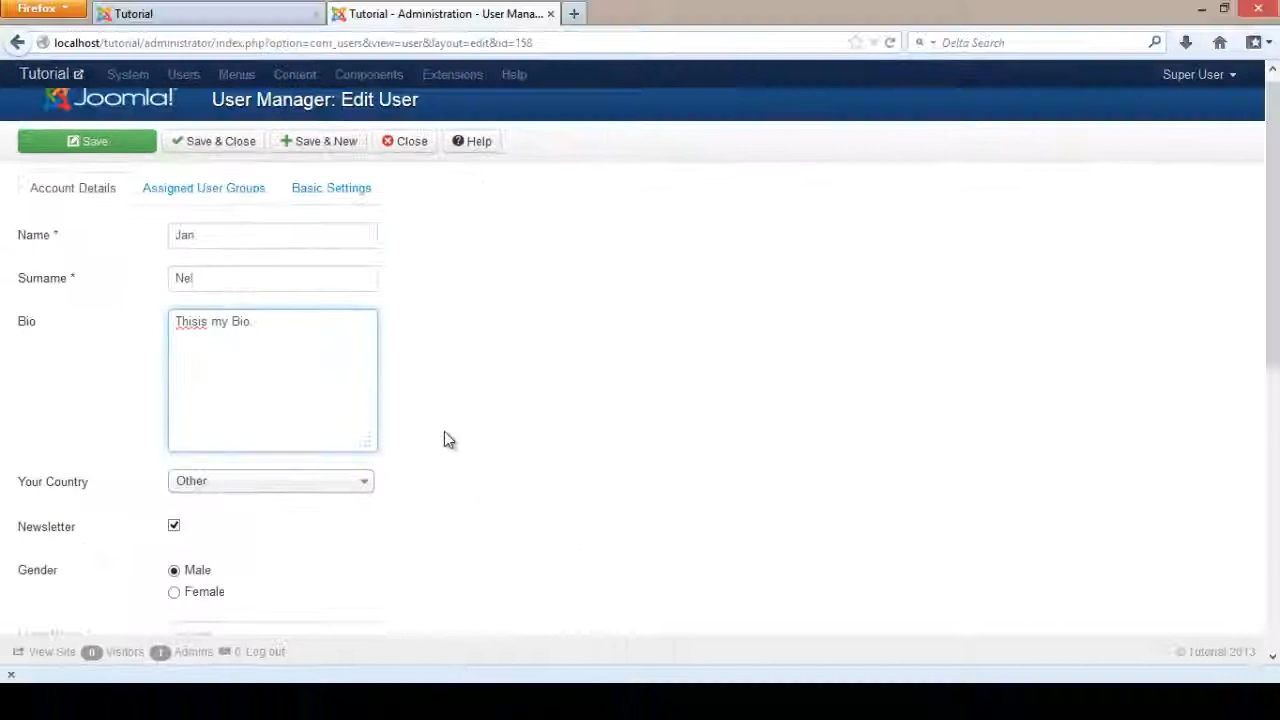 Firefox
Tutorial
Tutorial - Administration - User Mana...
localhost/tutorial/administrator/index.php?option=com_users&view=user&layout=edit&id=158
Delta Search
Tutorial System Users Menus Content Components Extensions Help Super User
Joomla! User Manager: Edit User
Save Save & Close Save & New Close Help
Account Details Assigned User Groups Basic Settings
Name * Jan
Surname * Nel
Bio Thisis my Bio.
Your Country Other
Newsletter
Gender Male
Female
View Site 0 Visitors 1 Admins 0 Log out © Tutorial 2013